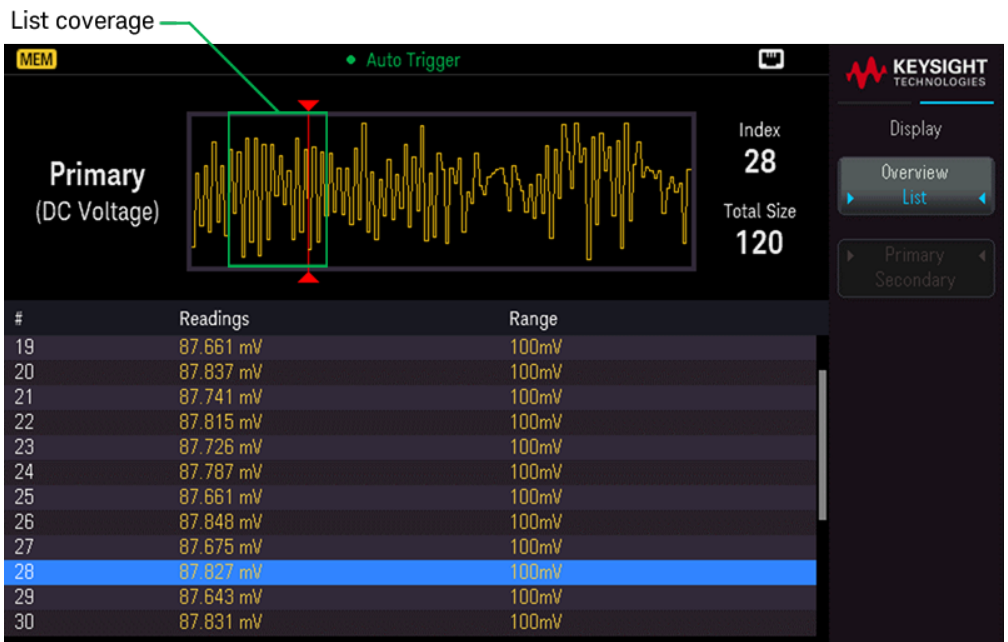 List coverage
MEM
Auto Trigger
KEYSIGHT
TECHNOLOGIES
Primary
(DC Voltage)
Index
28
Total Size
120
Display
Overview
List
Primary
Secondary
# Readings Range
19 87.661 mV 100mV
20 87.837 mV 100mV
21 87.741 mV 100mV
22 87.815 mV 100mV
23 87.726 mV 100mV
24 87.787 mV 100mV
25 87.661 mV 100mV
26 87.848 mV 100mV
27 87.675 mV 100mV
28 87.827 mV 100mV
29 87.643 mV 100mV
30 87.831 mV 100mV